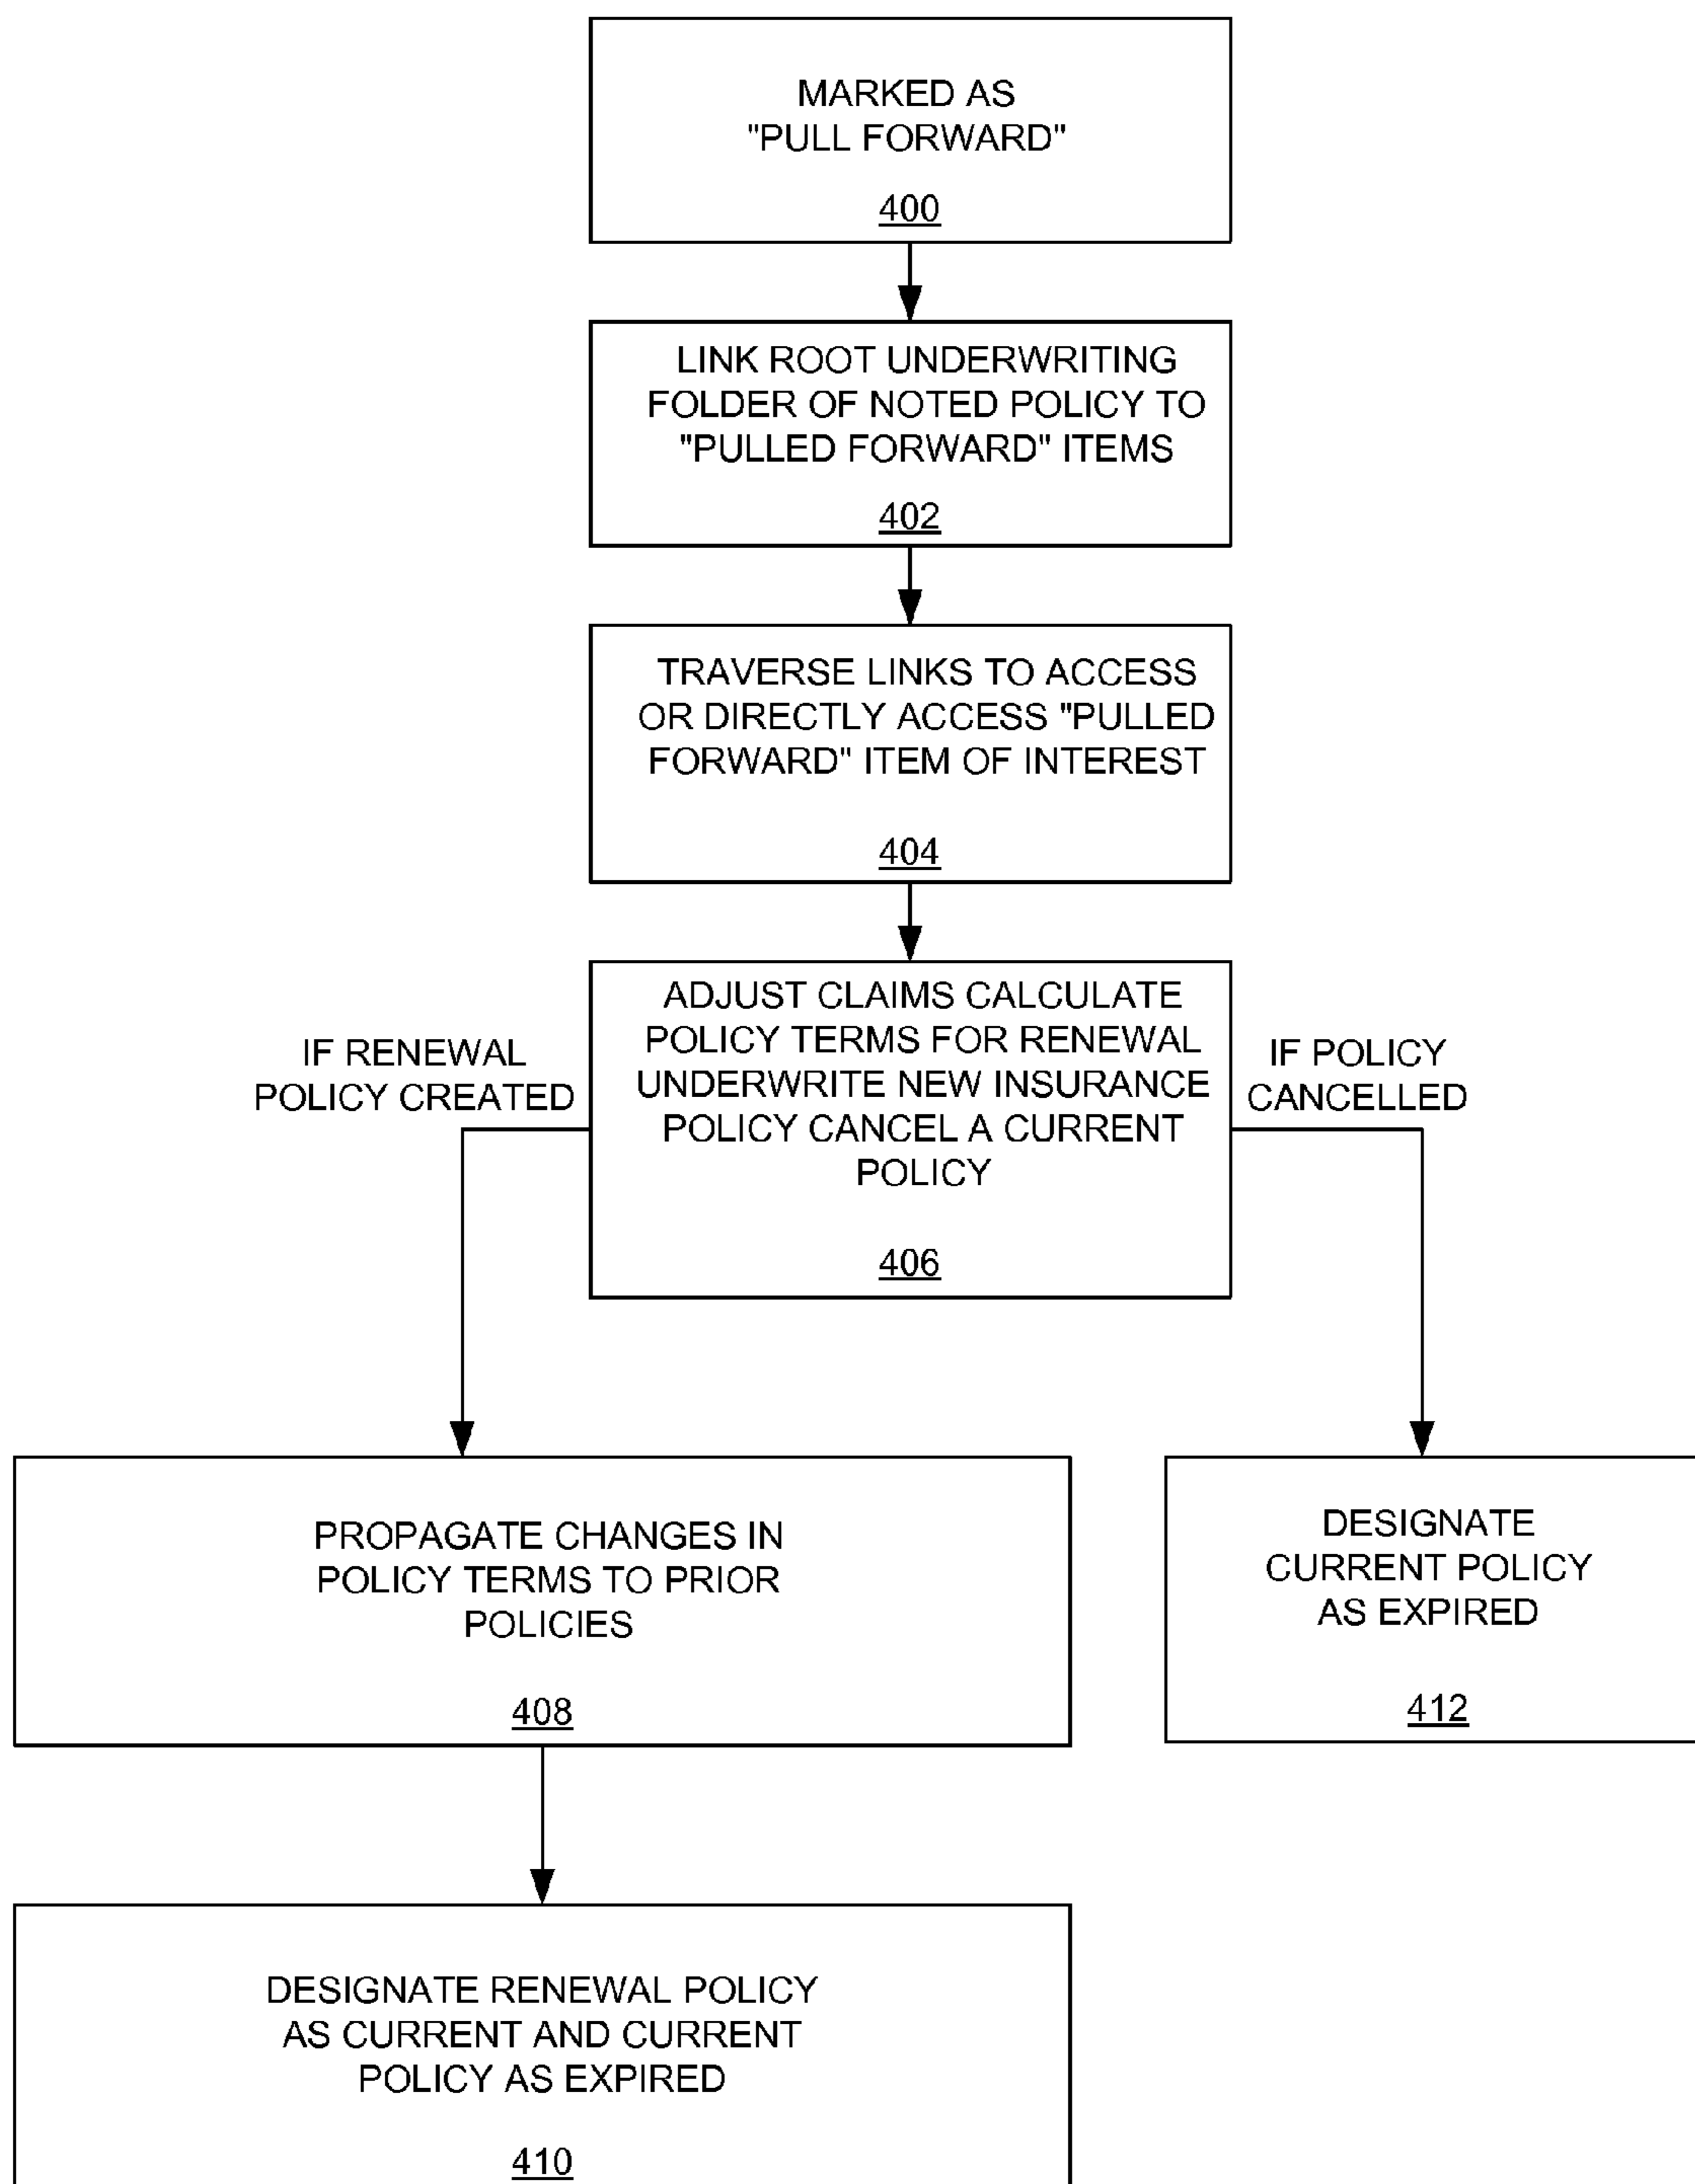 MARKED AS
"PULL FORWARD"
400
LINK ROOT UNDERWRITING
FOLDER OF NOTED POLICY TO
"PULLED FORWARD" ITEMS
402
TRAVERSE LINKS TO ACCESS
OR DIRECTLY ACCESS "PULLED
FORWARD" ITEM OF INTEREST
404
ADJUST CLAIMS CALCULATE
POLICY TERMS FOR RENEWAL
UNDERWRITE NEW INSURANCE
POLICY CANCEL A CURRENT
POLICY
406
IF RENEWAL
POLICY CREATED
IF POLICY
CANCELLED
PROPAGATE CHANGES IN
POLICY TERMS TO PRIOR
POLICIES
408
DESIGNATE
CURRENT POLICY
AS EXPIRED
412
DESIGNATE RENEWAL POLICY
AS CURRENT AND CURRENT
POLICY AS EXPIRED
410